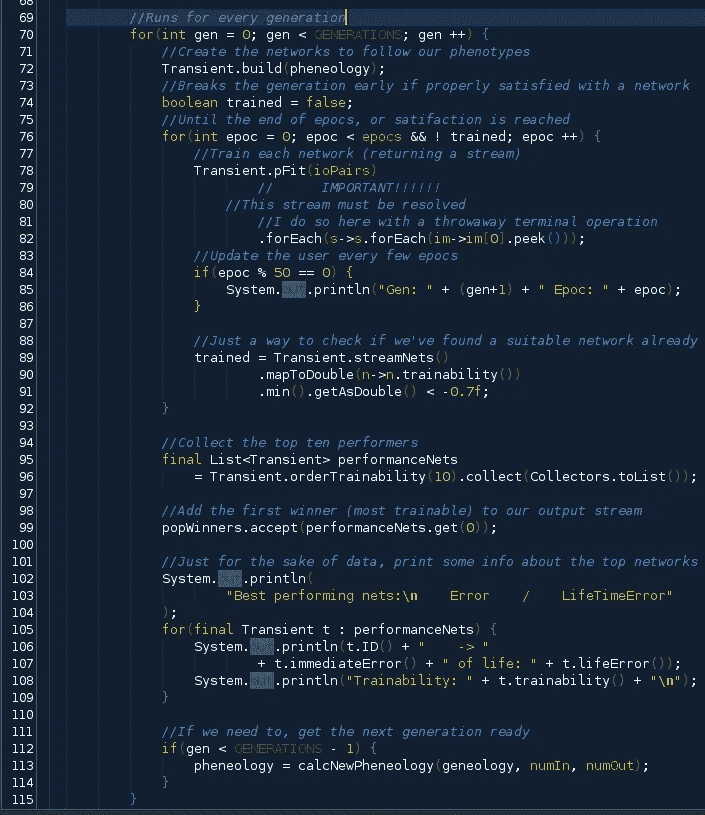 68
69 //Runs for every generation
70 for(int gen = 0; gen < GENERATIONS; gen ++) {
71 //Create the networks to follow our phenotypes
72 Transient.build(pheneology);
73 //Breaks the generation early if properly satisfied with a network
74 boolean trained = false;
75 //Until the end of epocs, or satifaction is reached
76 for(int epoc = 0; epoc < epocs && ! trained; epoc ++) {
77 //Train each network (returning a stream)
78 Transient.pFit(ioPairs)
79 // IMPORTANT!!!!!!
80 //This stream must be resolved
81 //I do so here with a throwaway terminal operation
82 .forEach(s->s.forEach(im->im[0].peek()));
83 //Update the user every few epocs
84 if(epoc % 50 == 0) {
85 System..println("Gen: " + (gen+1) + " Epoc: " + epoc);
86 }
87
88 //Just a way to check if we've found a suitable network already
89 trained = Transient.streamNets()
90 .mapToDouble(n->n.trainability())
91 .min().getAsDouble() < -0.7f;
92 }
93
94 //Collect the top ten performers
95 final List<Transient> performanceNets
96 = Transient.orderTrainability(10).collect(Collectors.toList());
97
98 //Add the first winner (most trainable) to our output stream
99 popWinners.accept(performanceNets.get(0));
100
101 //Just for the sake of data, print some info about the top networks
102 System..println(
103 "Best performing nets:\n    Error    /    LifeTimeError"
104 );
105 for(final Transient t : performanceNets) {
106 System..println(t.ID() + "    -> "
107 + t.immediateError() + " of life: " + t.lifeError());
108 System..println("Trainability: " + t.trainability() + "\n");
109 }
110
111 //If we need to, get the next generation ready
112 if(gen < GENERATIONS - 1) {
113 pheneology = calcNewPheneology(geneology, numIn, numOut);
114 }
115 }